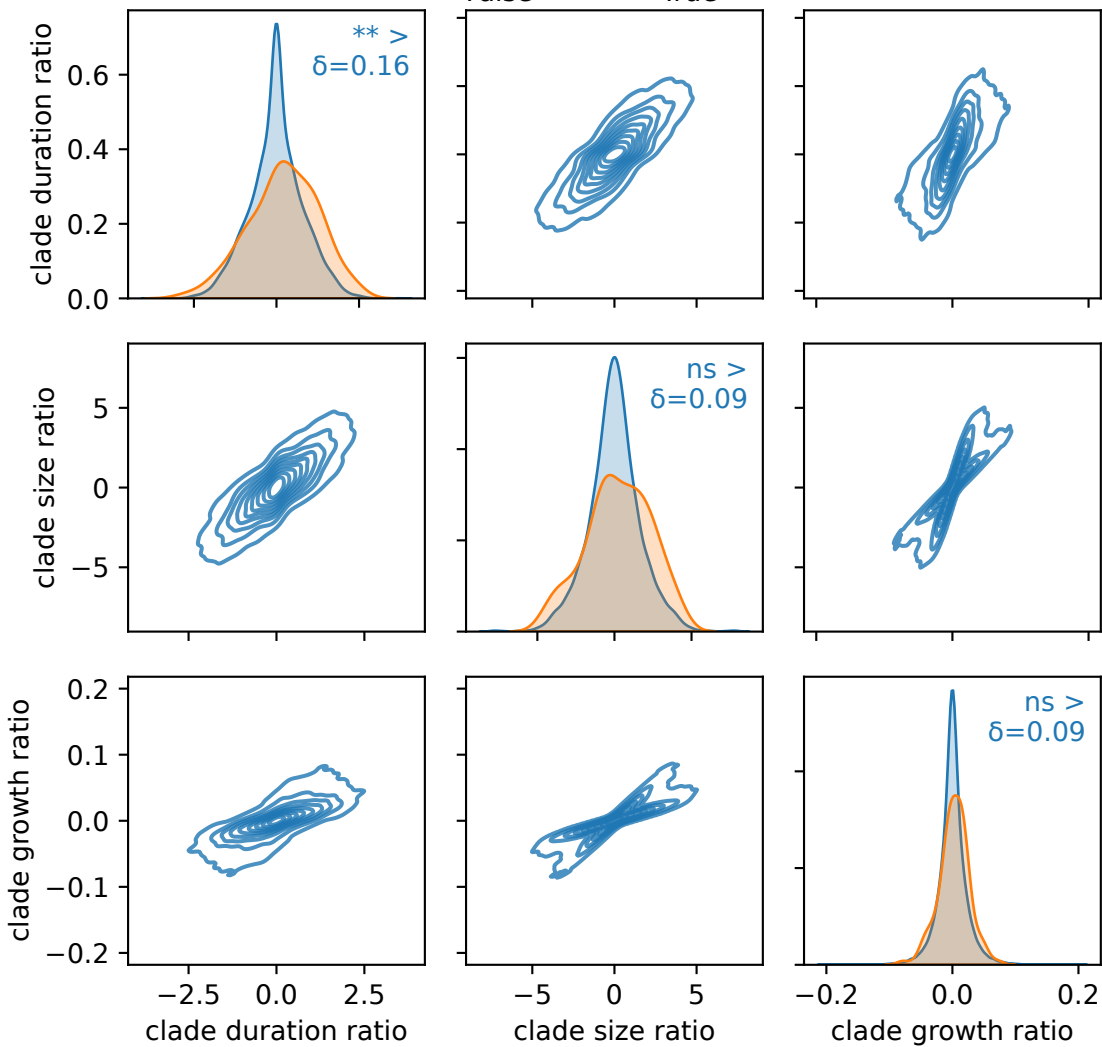 clade duration ratio
0.6
0.4
0.2
0.0
** >
δ=0.16
clade size ratio
5
0
−5
ns >
δ=0.09
clade growth ratio
0.2
0.1
0.0
−0.1
−0.2
ns >
δ=0.09
−2.5 0.0 2.5
clade duration ratio
−5 0 5
clade size ratio
−0.2 0.0 0.2
clade growth ratio